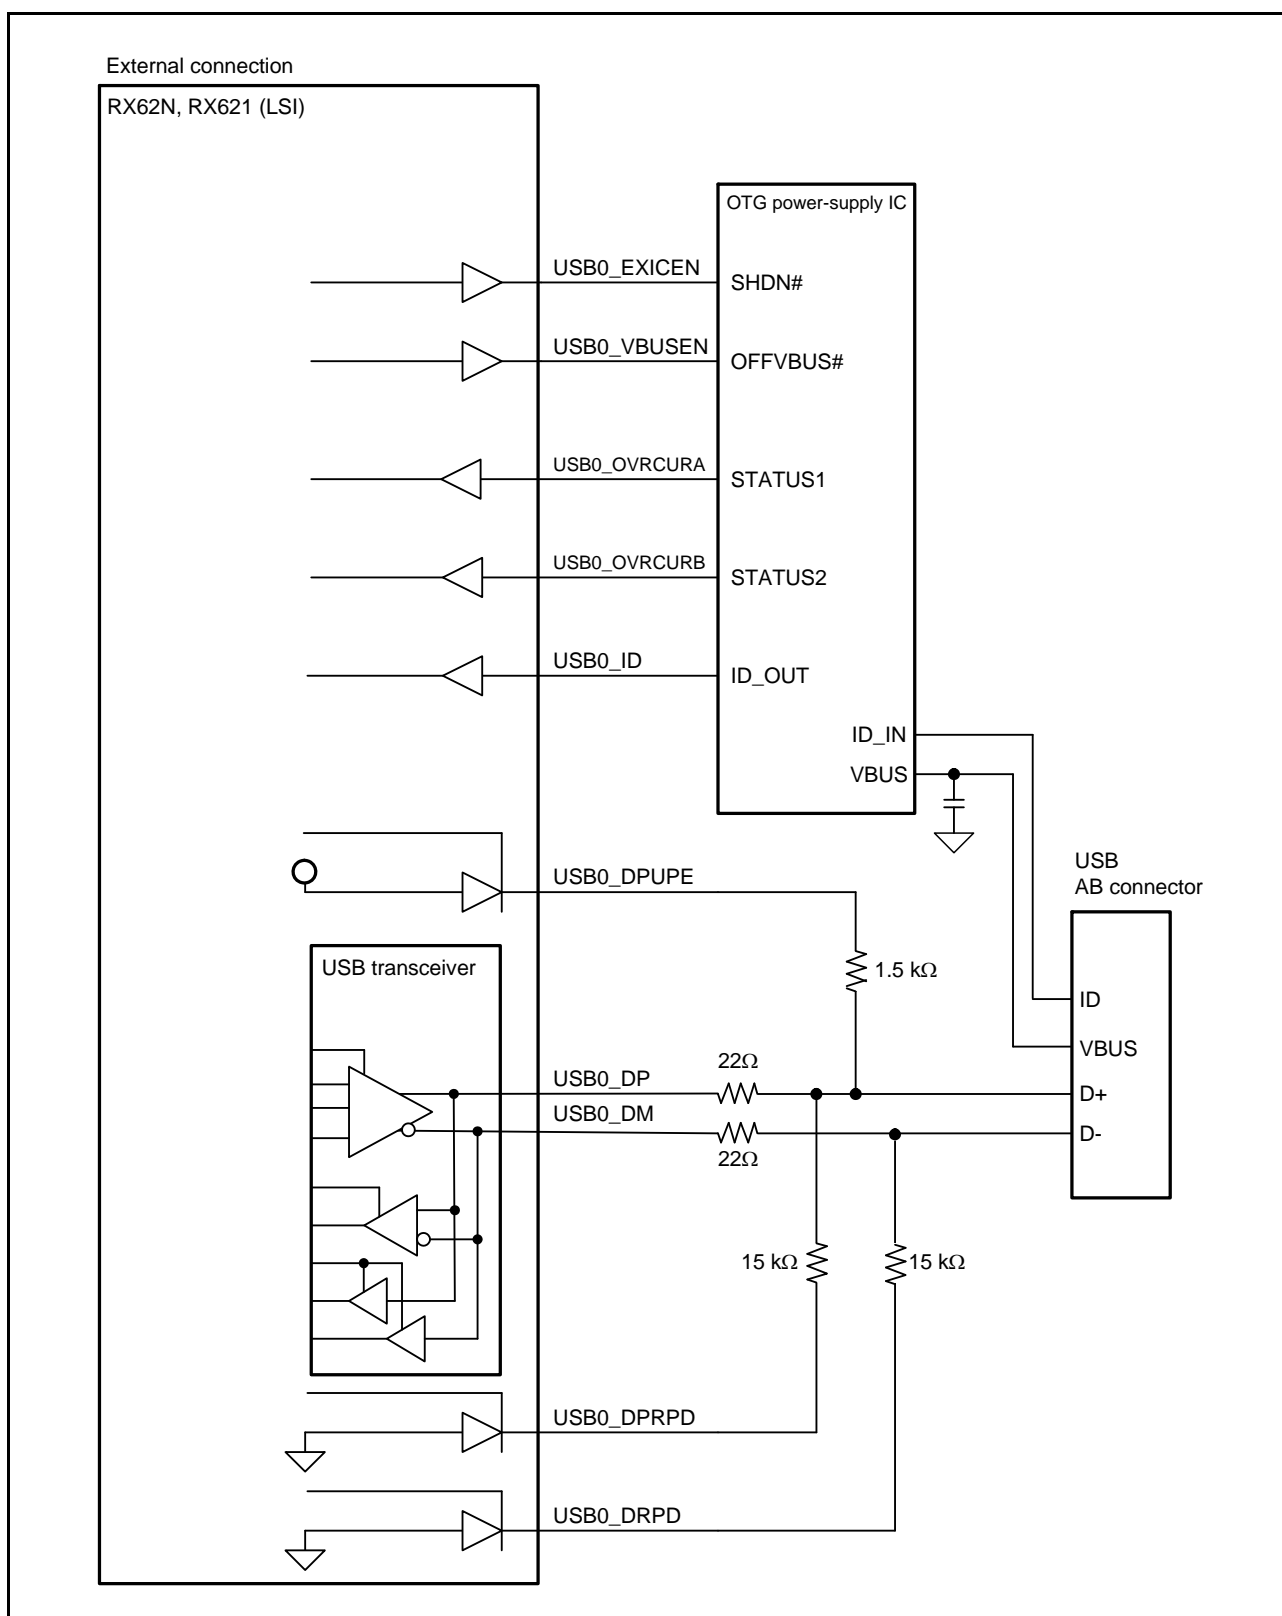 External connection
RX62N, RX621 (LSI)
OTG power-supply IC
USB0_EXICEN
SHDN#
USB0_VBUSEN
OFFVBUS#
USB0_OVRCURA
STATUS1
USB0_OVRCURB
STATUS2
USB0_ID
ID_OUT
ID_IN
VBUS
USB
AB connector
USB0_DPUPE
USB transceiver
1.5 kΩ
ID
VBUS
22Ω
USB0_DP
D+
USB0_DM
D-
22Ω
15 kΩ
15 kΩ
USB0_DPRPD
USB0_DRPD